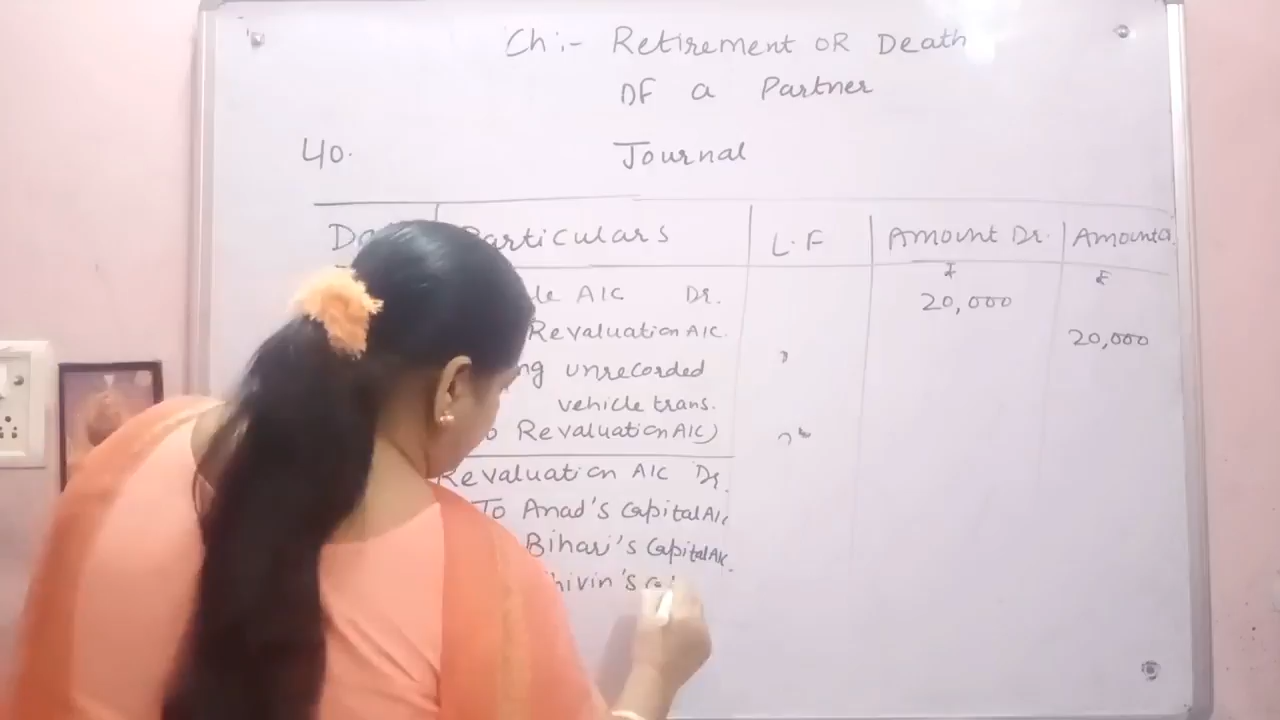 Ch:- Retirement OR Death
OF a Partner
40. Journal
Particulars L.F Amount Dr. Amount
A/C Dr. 20,000
Revaluation A/C. 20,000
unrecorded
vehicle trans.
Revaluation A/C)
Revaluation A/C Dr.
To Anad's Capital A/C
Bihari's Capital A/C.